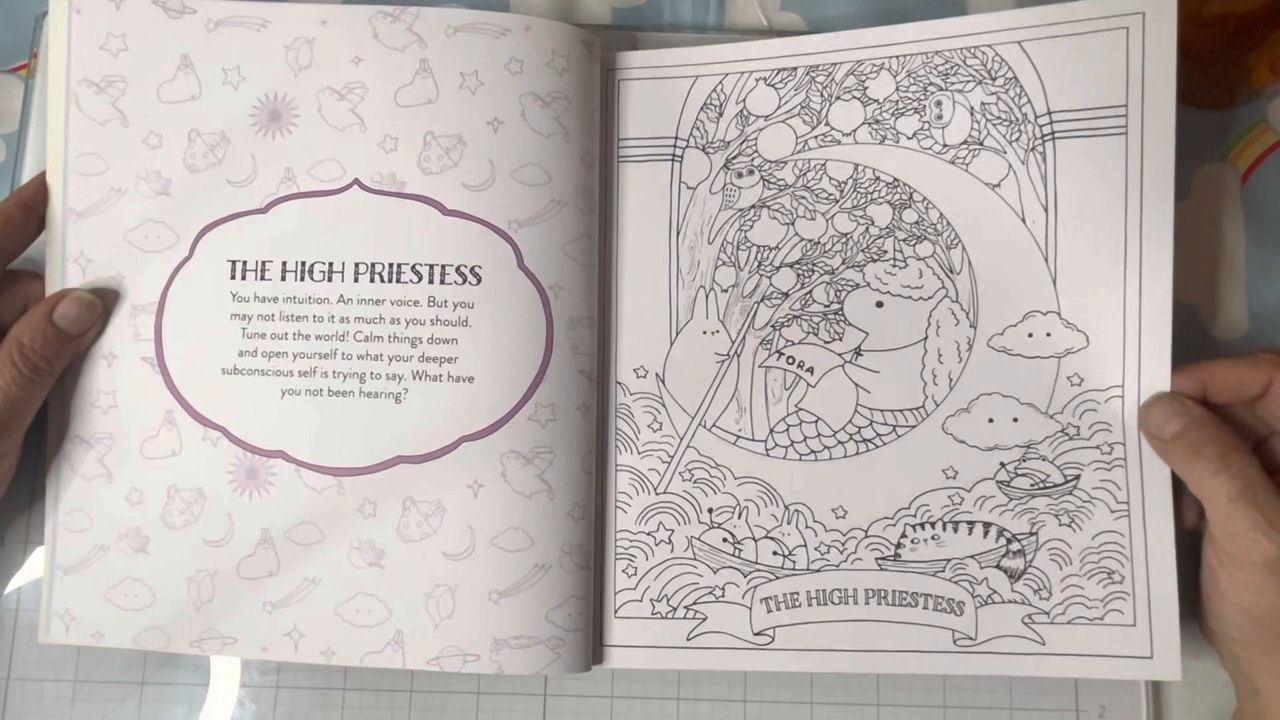 THE HIGH PRIESTESS
You have intuition. An inner voice. But you
may not listen to it as much as you should.
Tune out the world! Calm things down
and open yourself to what your deeper
subconscious self is trying to say. What have
you not been hearing?
TORA
THE HIGH PRIESTESS
2